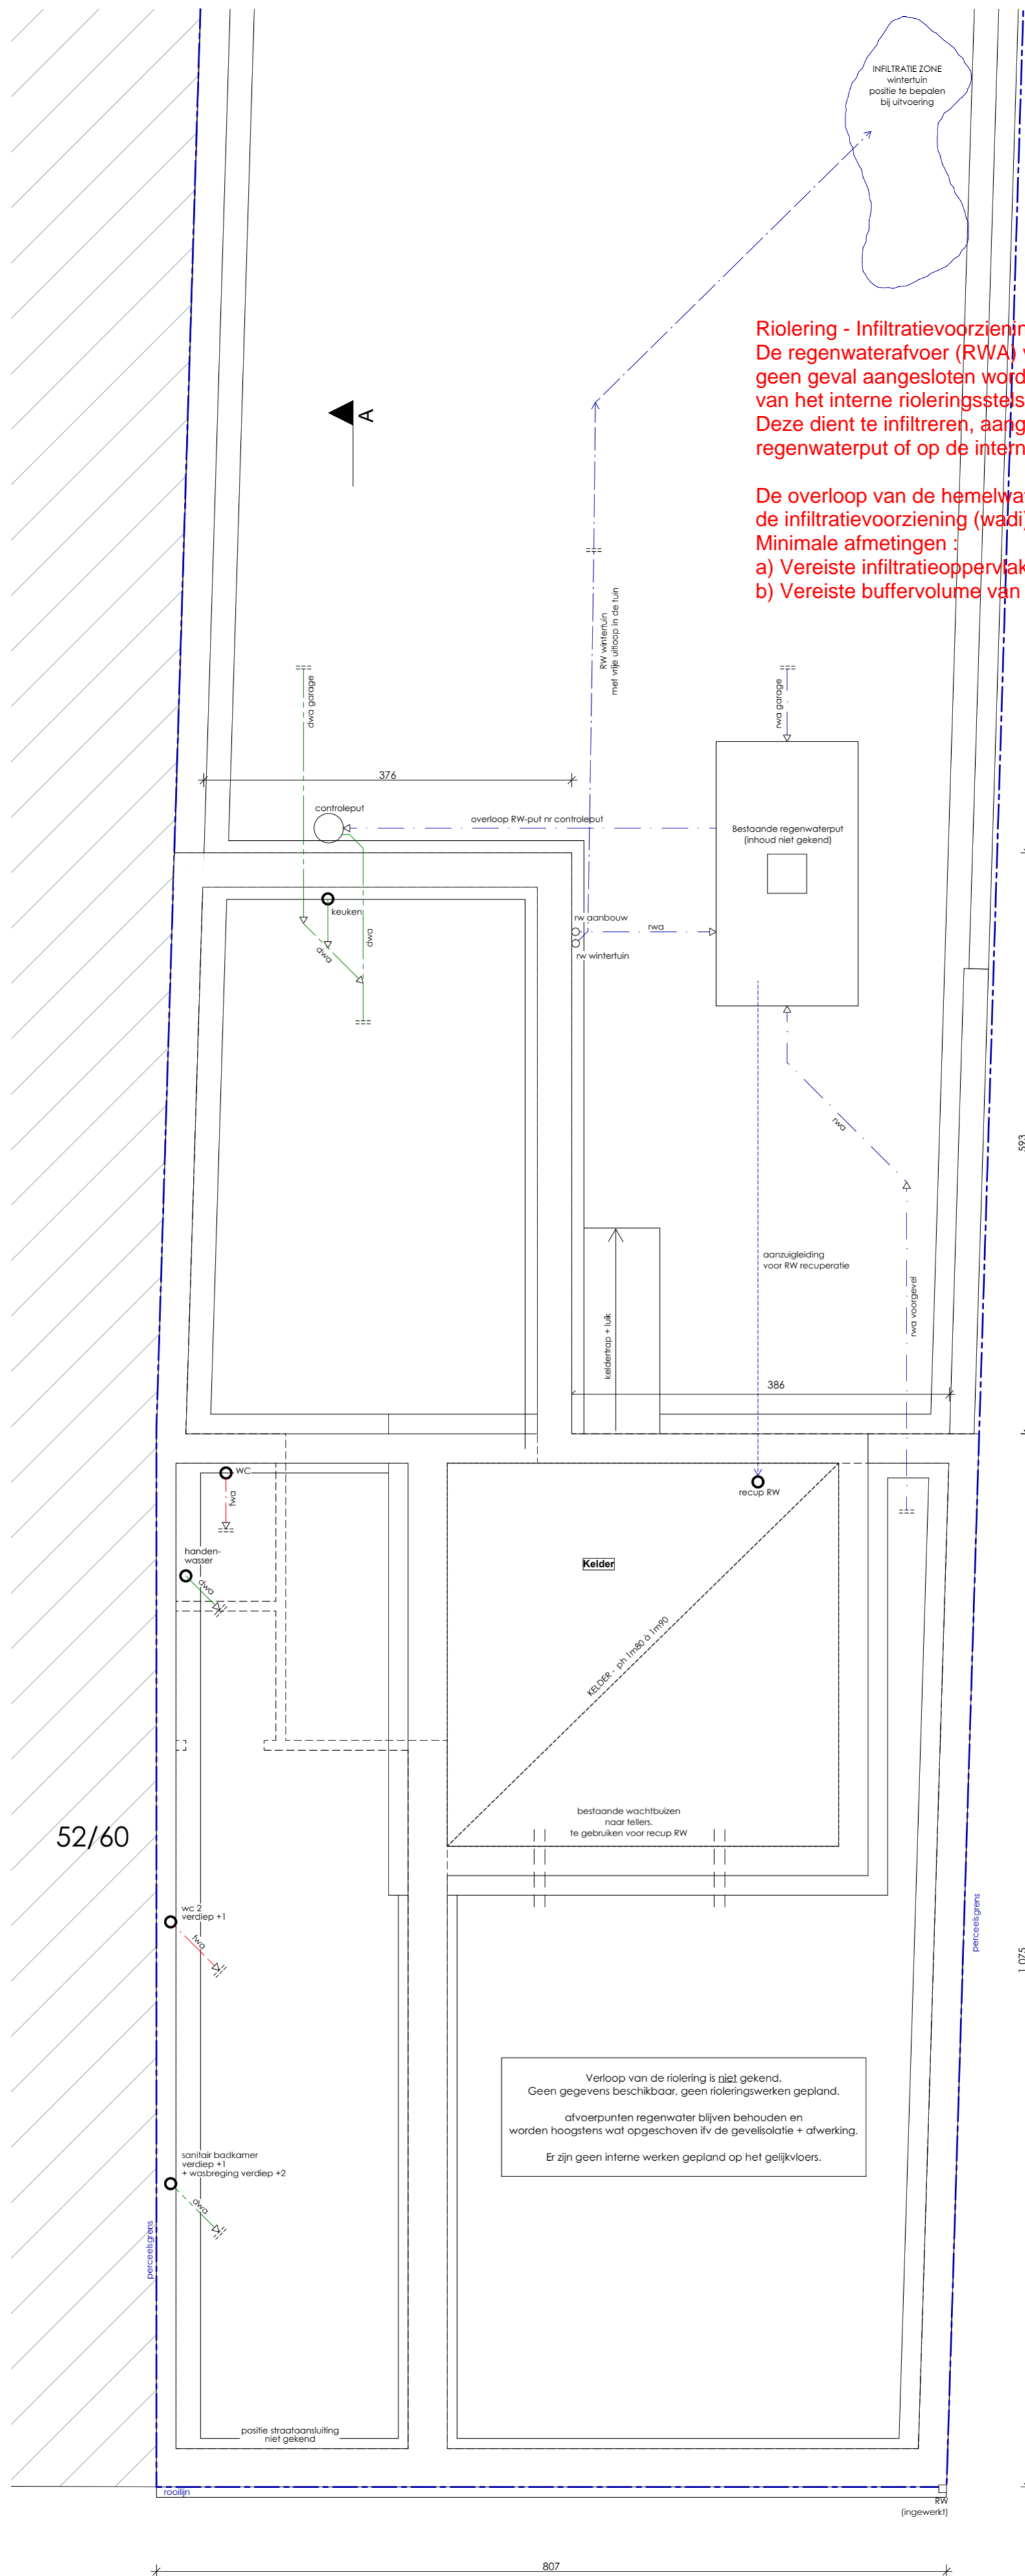 INFILTRATIE ZONE
wintertuin
positie te bepalen
bij uitvoering
Riolering - Infiltratievoorzienin
De regenwaterafvoer (RWA) v
geen geval aangesloten word
van het interne rioleringsstels
Deze dient te infiltreren, aang
regenwaterput of op de intern
De overloop van de hemelwat
de infiltratievoorziening (wadi)
Minimale afmetingen :
a) Vereiste infiltratieoppervlak
b) Vereiste buffervolume van
A
RW wintertuin
met vrije uitloop in de tuin
dwa garage
rwa garage
376
controleput
overloop RW-put nr controleput
Bestaande regenwaterput
(inhoud niet gekend)
keuken
dwa
dwa
rw aanbouw
rwa
rw wintertuin
rwa
593
aanzuigleiding
voor RW recuperatie
rwa voorgevel
keldertrap + luik
386
WC
fwa
recup RW
handen-
wasser
dwa
Kelder
KELDER - ph 1m80 à 1m90
bestaande wachtbuizen
naar tellers.
te gebruiken voor recup RW
52/60
wc 2
verdiep +1
fwa
perceelsgrens
1.075
Verloop van de riolering is niet gekend.
Geen gegevens beschikbaar, geen rioleringswerken gepland.
afvoerpunten regenwater blijven behouden en
worden hoogstens wat opgeschoven ifv de gevelisolatie + afwerking.
Er zijn geen interne werken gepland op het gelijkvloers.
sanitair badkamer
verdiep +1
+ wasbreging verdiep +2
dwa
perceelsgrens
positie straataansluiting
niet gekend
rooilijn
RW
(ingewerkt)
807